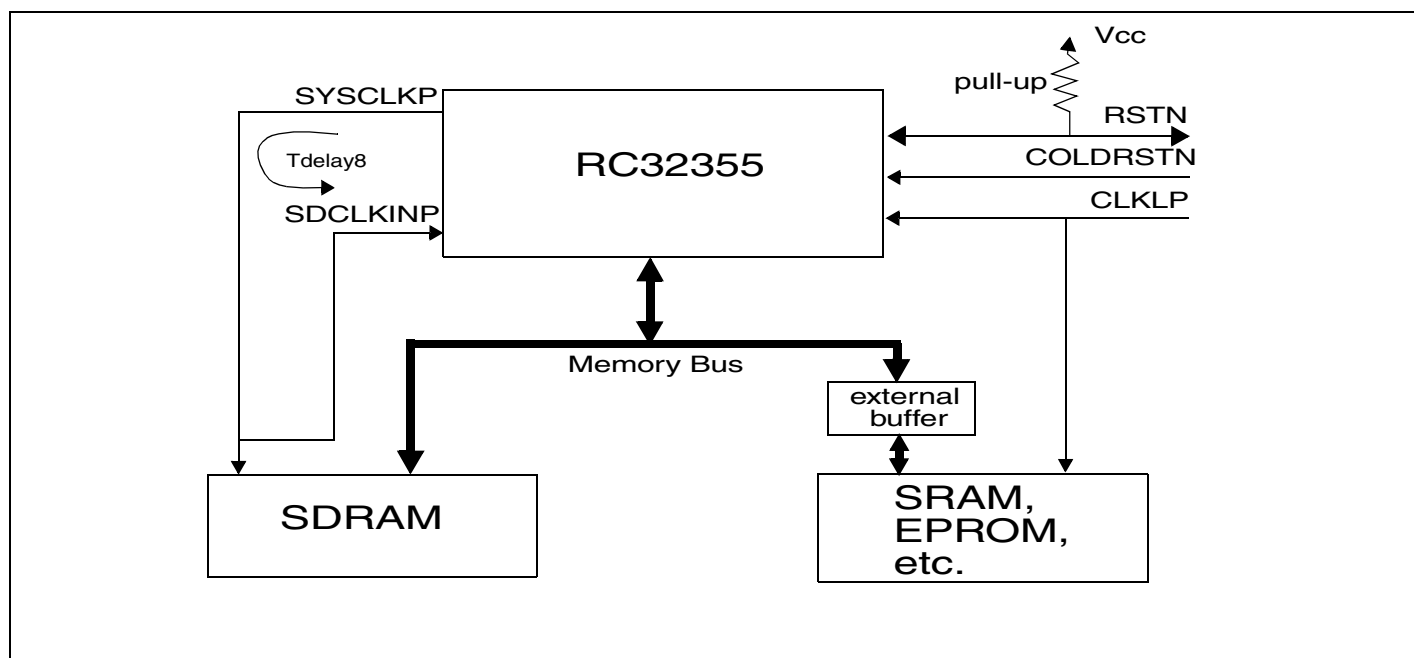 Vcc
pull-up
SYSCLKP
RSTN
Tdelay8
RC32355
COLDRSTN
CLKLP
SDCLKINP
Memory Bus
external
buffer
SDRAM
SRAM,
EPROM,
etc.